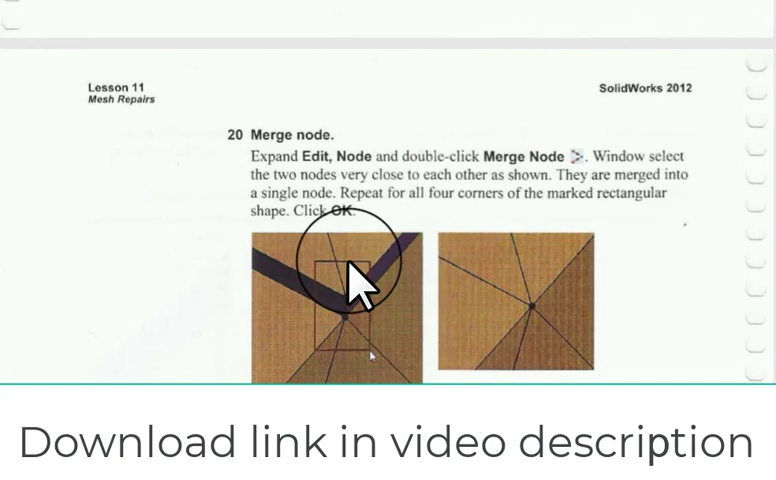 Lesson 11
Mesh Repairs
SolidWorks 2012
20 Merge node.
Expand Edit, Node and double-click Merge Node . Window select
the two nodes very close to each other as shown. They are merged into
a single node. Repeat for all four corners of the marked rectangular
shape. Click OK.
Download link in video description